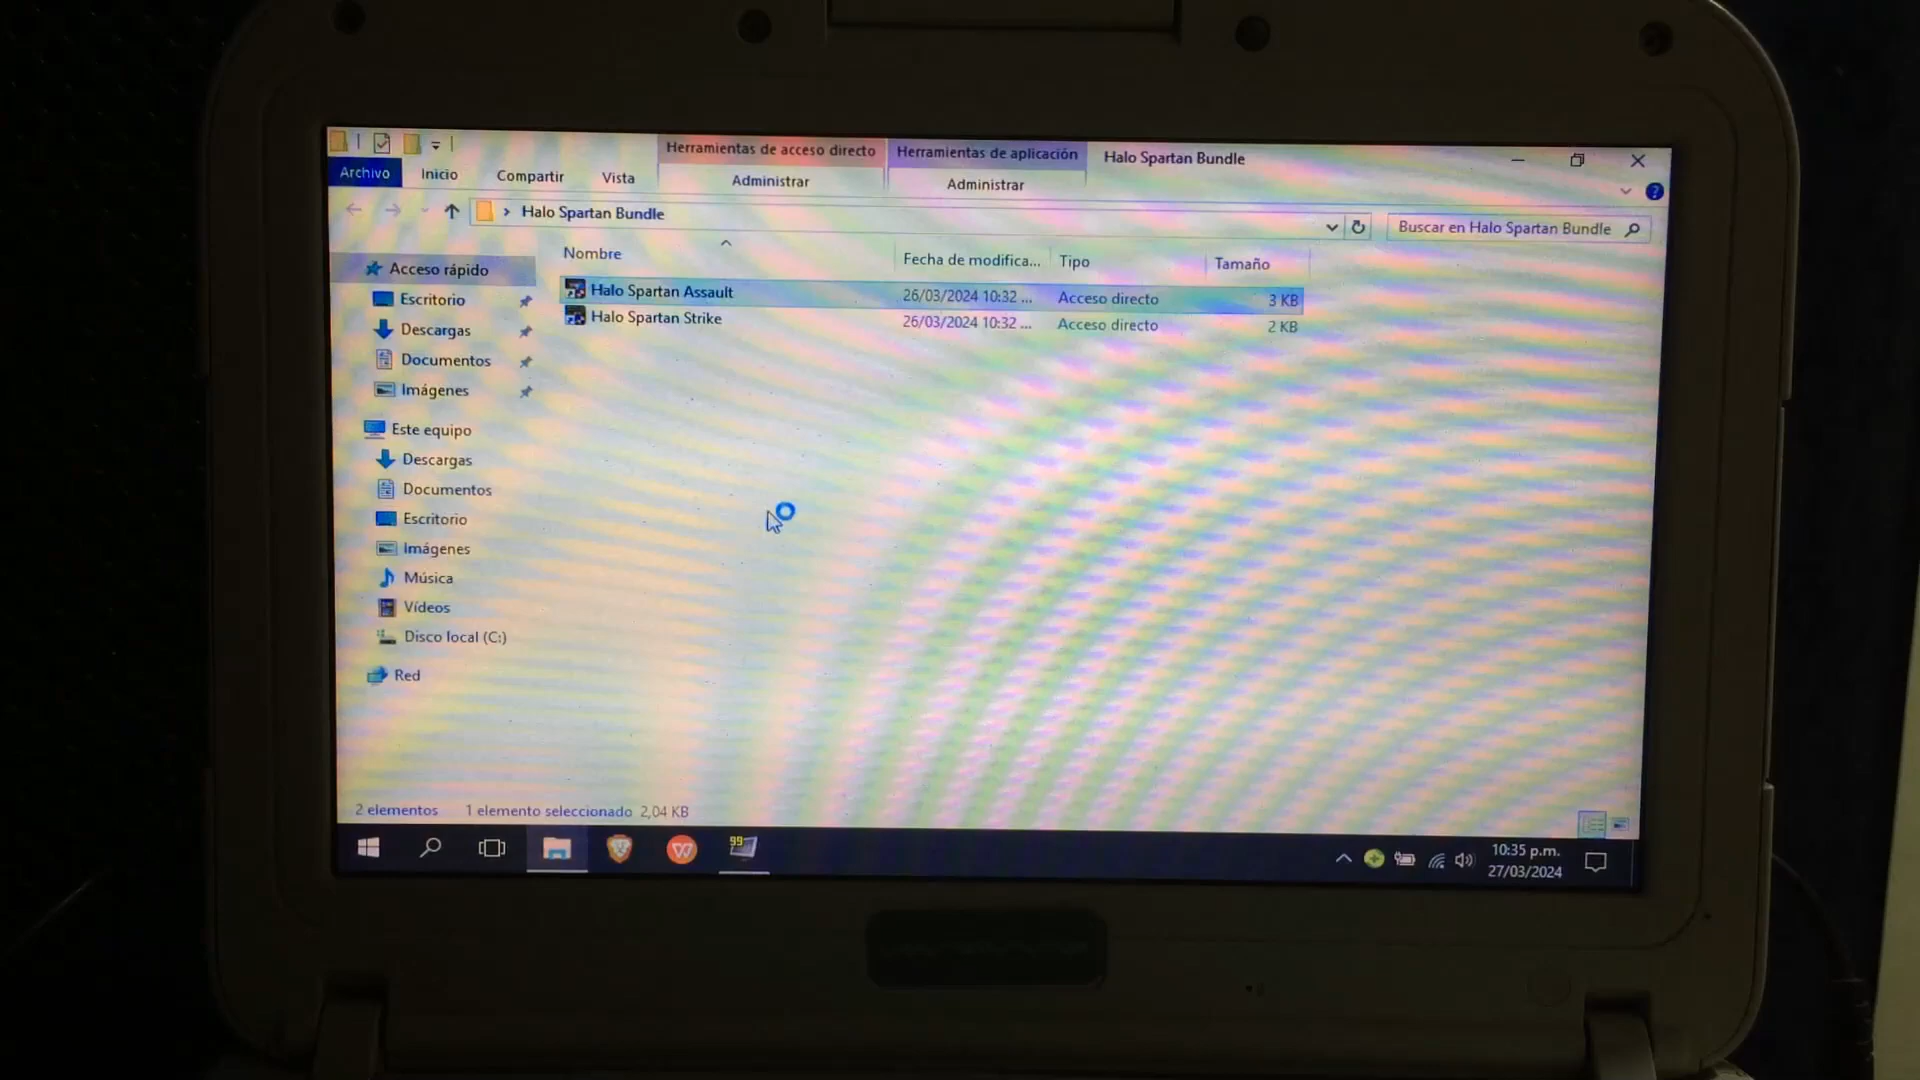 Herramientas de acceso directo
Herramientas de aplicación
Halo Spartan Bundle
Archivo
Inicio
Compartir
Vista
Administrar
Administrar
Halo Spartan Bundle
Buscar en Halo Spartan Bundle
Nombre
Fecha de modifica...
Tipo
Tamaño
Halo Spartan Assault
26/03/2024 10:32 ...
Acceso directo
3 KB
Halo Spartan Strike
26/03/2024 10:32 ...
Acceso directo
2 KB
Acceso rápido
Escritorio
Descargas
Documentos
Imágenes
Este equipo
Descargas
Documentos
Escritorio
Imágenes
Música
Vídeos
Disco local (C:)
Red
2 elementos
1 elemento seleccionado 2,04 KB
99
10:35 p.m.
27/03/2024